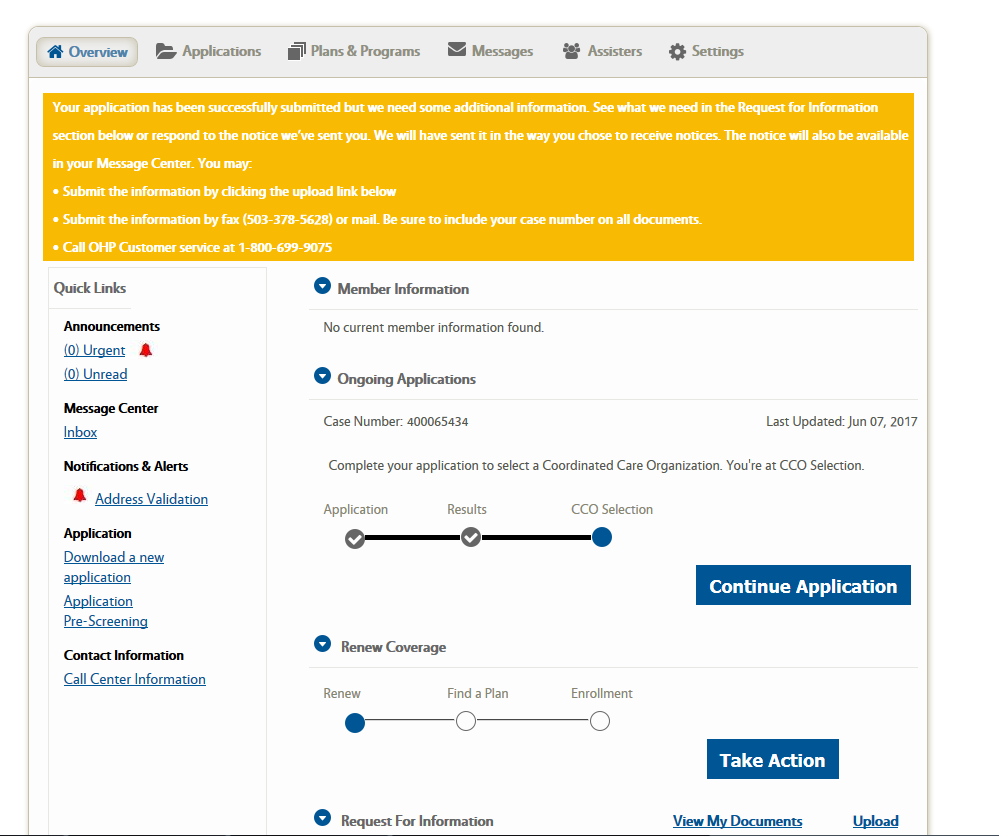 Overview Applications Plans & Programs Messages Assisters Settings
Your application has been successfully submitted but we need some additional information. See what we need in the Request for Information
section below or respond to the notice we've sent you. We will have sent it in the way you chose to receive notices. The notice will also be available
in your Message Center. You may:
• Submit the information by clicking the upload link below
• Submit the information by fax (503-378-5628) or mail. Be sure to include your case number on all documents.
• Call OHP Customer service at 1-800-699-9075
Quick Links
Announcements
(0) Urgent
(0) Unread
Message Center
Inbox
Notifications & Alerts
Address Validation
Application
Download a new
application
Application
Pre-Screening
Contact Information
Call Center Information
Member Information
No current member information found.
Ongoing Applications
Case Number: 400065434 Last Updated: Jun 07, 2017
Complete your application to select a Coordinated Care Organization. You're at CCO Selection.
Application Results CCO Selection
Continue Application
Renew Coverage
Renew Find a Plan Enrollment
Take Action
Request For Information View My Documents Upload